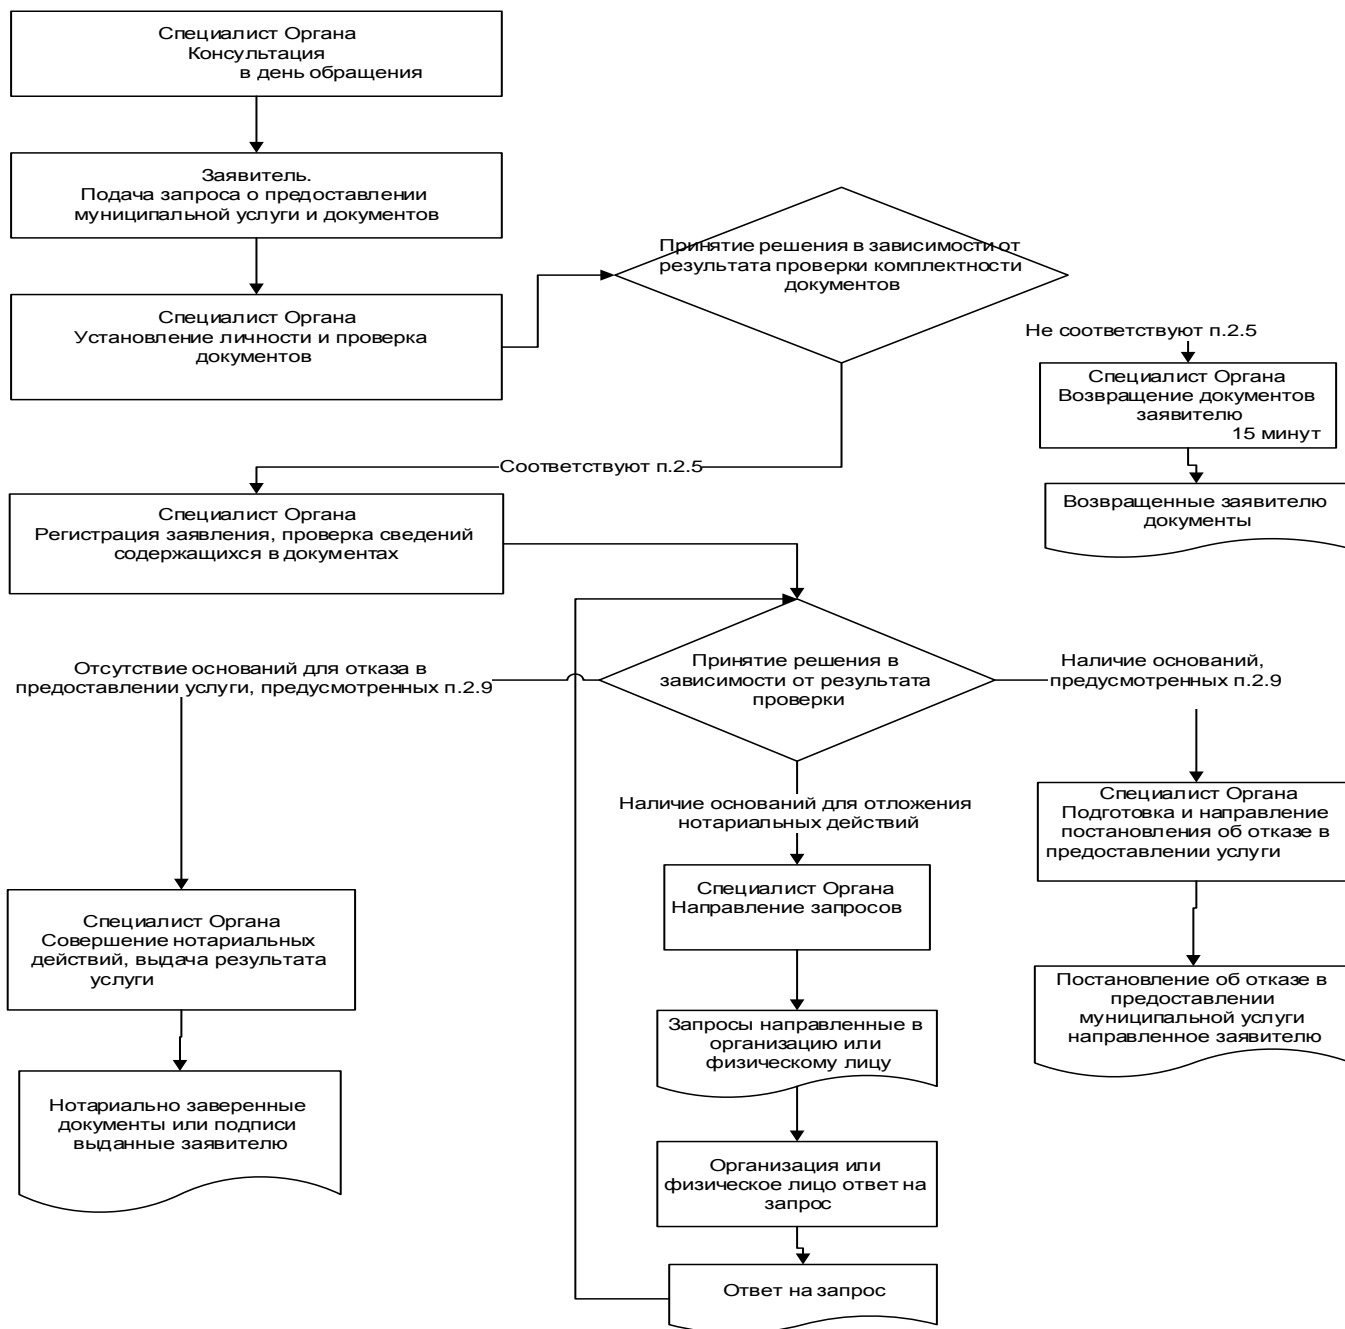 Специалист Органа
Консультация
в день обращения
Заявитель.
Подача запроса о предоставлении
муниципальной услуги и документов
Принятие решения в зависимости от
результата проверки комплектности
документов
Специалист Органа
Установление личности и проверка
документов
Не соответствуют п.2.5
Специалист Органа
Возвращение документов
заявителю
15 минут
Соответствуют п.2.5
Возвращенные заявителю
документы
Специалист Органа
Регистрация заявления, проверка сведений
содержащихся в документах
Принятие решения в
зависимости от результата
проверки
Отсутствие оснований для отказа в
предоставлении услуги, предусмотренных п.2.9
Наличие оснований,
предусмотренных п.2.9
Наличие оснований для отложения
нотариальных действий
Специалист Органа
Подготовка и направление
постановления об отказе в
предоставлении услуги
Специалист Органа
Направление запросов
Специалист Органа
Совершение нотариальных
действий, выдача результата
услуги
Постановление об отказе в
предоставлении
муниципальной услуги
направленное заявителю
Запросы направленные в
организацию или
физическому лицу
Нотариально заверенные
документы или подписи
выданные заявителю
Организация или
физическое лицо ответ на
запрос
Ответ на запрос